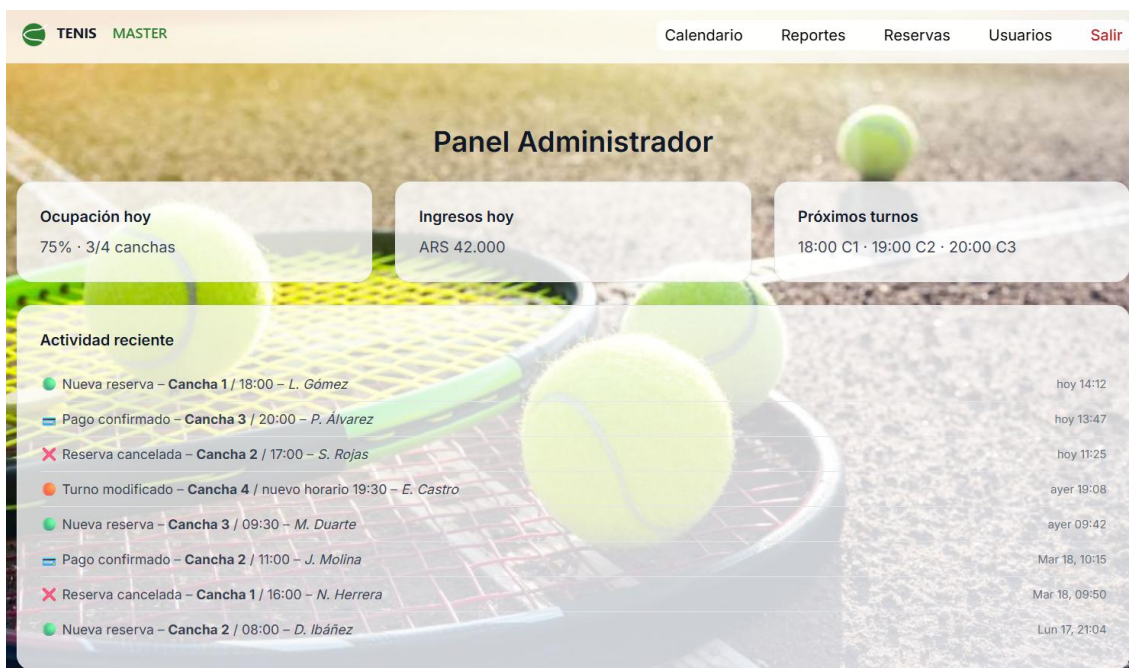 TENIS MASTER
Calendario Reportes Reservas Usuarios Salir
Panel Administrador
Ocupación hoy
75% · 3/4 canchas
Ingresos hoy
ARS 42.000
Próximos turnos
18:00 C1 · 19:00 C2 · 20:00 C3
Actividad reciente
Nueva reserva – Cancha 1 / 18:00 – L. Gómez hoy 14:12
Pago confirmado – Cancha 3 / 20:00 – P. Álvarez hoy 13:47
Reserva cancelada – Cancha 2 / 17:00 – S. Rojas hoy 11:25
Turno modificado – Cancha 4 / nuevo horario 19:30 – E. Castro ayer 19:08
Nueva reserva – Cancha 3 / 09:30 – M. Duarte ayer 09:42
Pago confirmado – Cancha 2 / 11:00 – J. Molina Mar 18, 10:15
Reserva cancelada – Cancha 1 / 16:00 – N. Herrera Mar 18, 09:50
Nueva reserva – Cancha 2 / 08:00 – D. Ibáñez Lun 17, 21:04